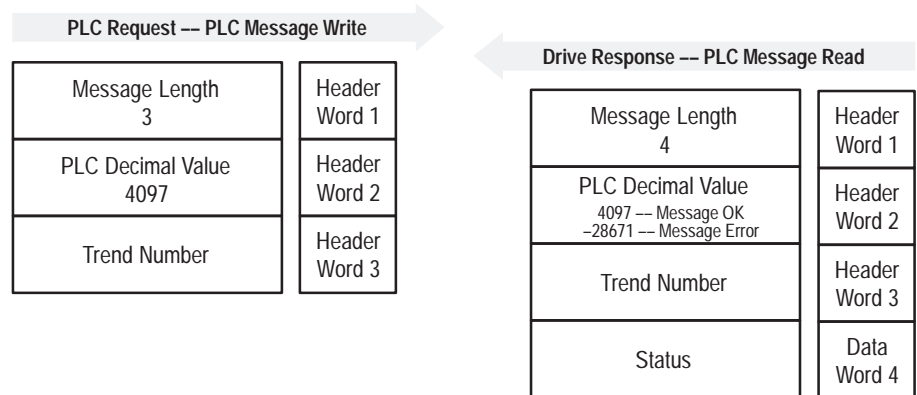 PLC Request –– PLC Message Write
Message Length
3
Header
Word 1
PLC Decimal Value
4097
Header
Word 2
Trend Number
Header
Word 3
Drive Response –– PLC Message Read
Message Length
4
Header
Word 1
PLC Decimal Value
4097 –– Message OK
–28671 –– Message Error
Header
Word 2
Trend Number
Header
Word 3
Status
Data
Word 4